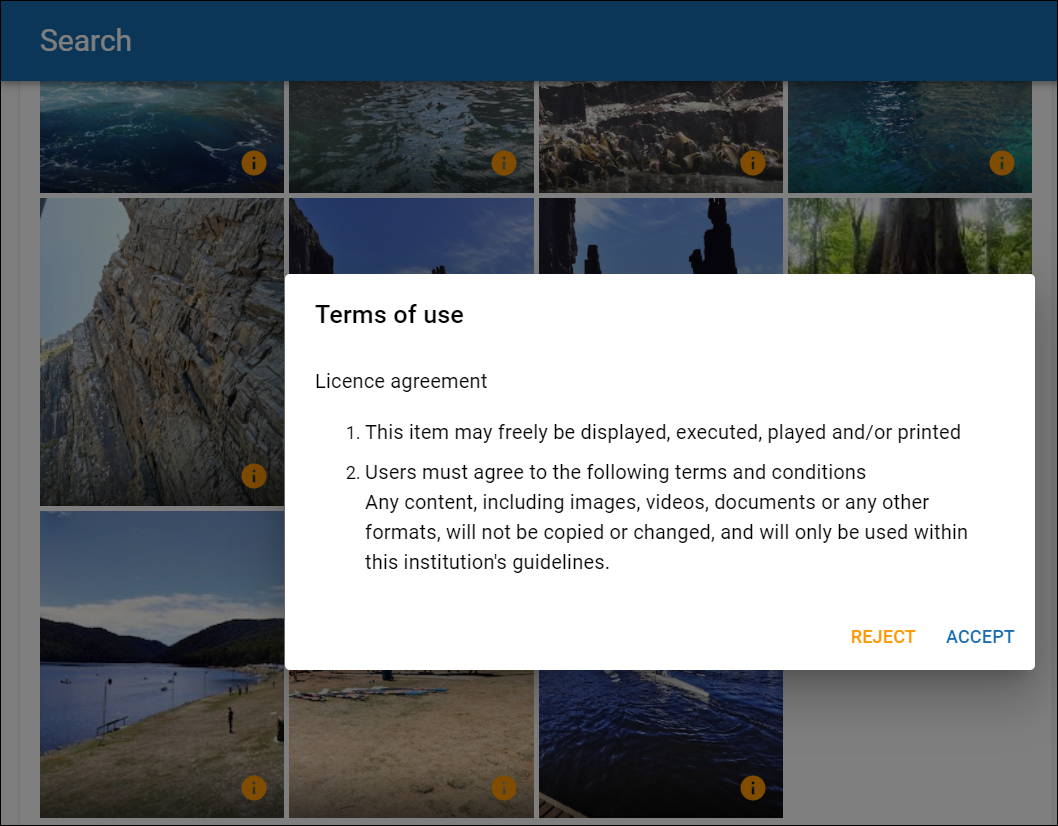 Search
Terms of use
Licence agreement
1. This item may freely be displayed, executed, played and/or printed
2. Users must agree to the following terms and conditions
Any content, including images, videos, documents or any other
formats, will not be copied or changed, and will only be used within
this institution's guidelines.
REJECT ACCEPT